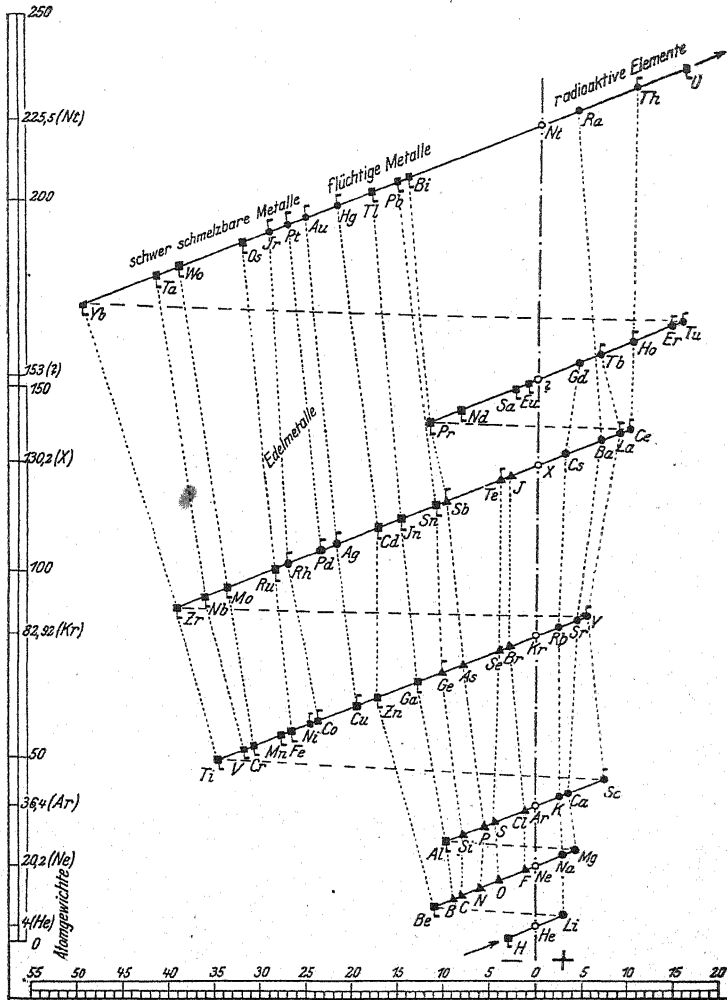 250
radioaktive Elemente
U
Th
Ra
225,5 (Nt)
Nt
flüchtige Metalle
Bi
Pb
Tl
200
Hg
Au
Pt
Jr
Os
schwer schmelzbare Metalle
Wo
Ta
Yb
Tu
Er
Ho
Tb
Gd
153 (?)
150
?
Eu
Sa
Nd
Pr
Ce
La
Ba
Edelmetalle
130,2 (X)
Cs
X
J
Te
Sb
Sn
Jn
Cd
Ag
Pd
Rh
Ru
100
Mo
Nb
Zr
Y
Sr
Rb
82,92 (Kr)
Kr
Br
Se
As
Ge
Ga
Zn
Cu
Co
Ni
Fe
Mn
50
Cr
V
Ti
Sc
Ca
K
36,4 (Ar)
Ar
Cl
S
P
Si
Al
Mg
Na
20,2 (Ne)
Ne
F
O
N
C
B
Be
Li
4 (He)
He
H
0
Atomgewichte
− +
55 50 45 40 35 30 25 20 15 10 5 0 5 10 15 20